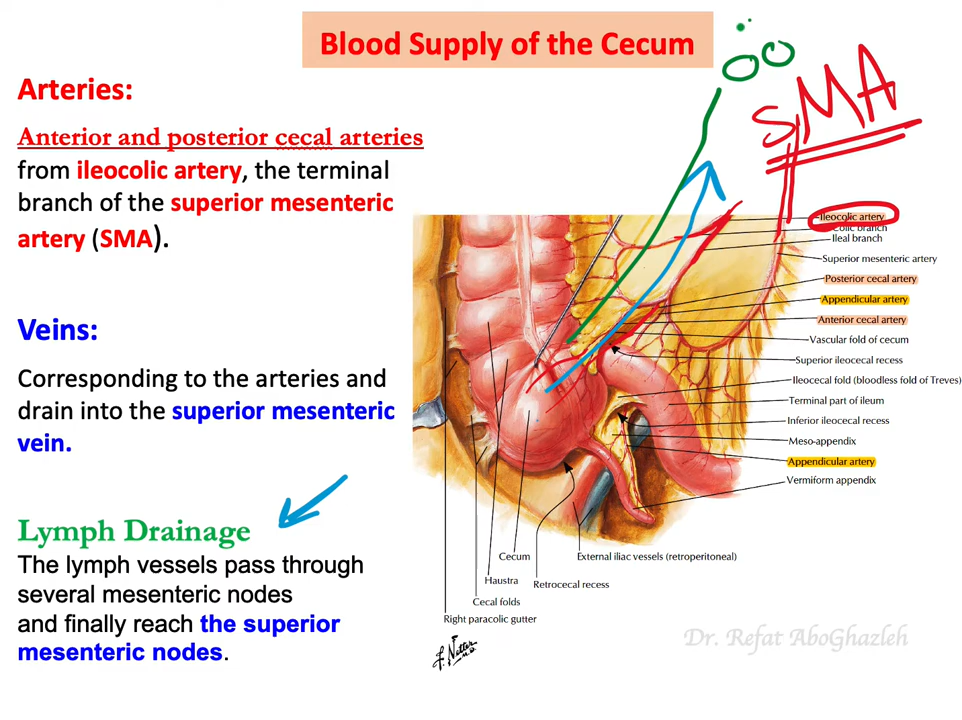 Blood Supply of the Cecum
SMA
Arteries:
Anterior and posterior cecal arteries
from ileocolic artery, the terminal
branch of the superior mesenteric
artery (SMA).
Veins:
Corresponding to the arteries and
drain into the superior mesenteric
vein.
Lymph Drainage
The lymph vessels pass through
several mesenteric nodes
and finally reach the superior
mesenteric nodes.
Ileocolic artery
Colic branch
Ileal branch
Superior mesenteric artery
Posterior cecal artery
Appendicular artery
Anterior cecal artery
Vascular fold of cecum
Superior ileocecal recess
Ileocecal fold (bloodless fold of Treves)
Terminal part of ileum
Inferior ileocecal recess
Meso-appendix
Appendicular artery
Vermiform appendix
External iliac vessels (retroperitoneal)
Cecum
Retrocecal recess
Haustra
Cecal folds
Right paracolic gutter
F. Netter M.D.
Dr. Refat AboGhazleh